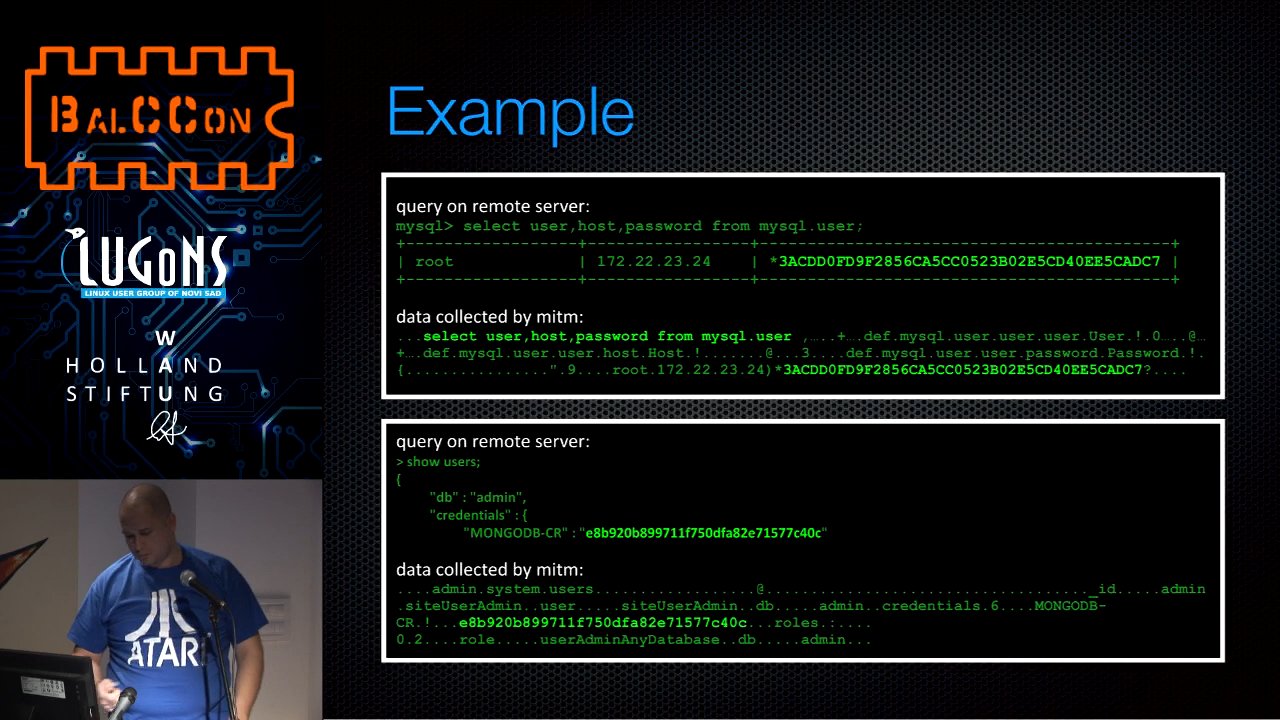 BALCCON
LUGONS
LINUX USER GROUP OF NOVI SAD
W
HOLLAND
STIFTUNG
ATARI
Example
query on remote server:
mysql> select user,host,password from mysql.user;
+------------------+-----------------+-------------------------------------------+
| root | 172.22.23.24 | *3ACDD0FD9F2856CA5CC0523B02E5CD40EE5CADC7 |
+------------------+-----------------+-------------------------------------------+
data collected by mitm:
...select user,host,password from mysql.user ,…..+….def.mysql.user.user.user.User.!.0….@…
+….def.mysql.user.user.host.Host.!.......@...3....def.mysql.user.user.password.Password.!.
{................".9....root.172.22.23.24)*3ACDD0FD9F2856CA5CC0523B02E5CD40EE5CADC7?....
query on remote server:
> show users;
{
"db" : "admin",
"credentials" : {
"MONGODB-CR" : "e8b920b899711f750dfa82e71577c40c"
data collected by mitm:
....admin.system.users..................@...................................._id.....admin
.siteUserAdmin..user.....siteUserAdmin..db.....admin..credentials.6....MONGODB-
CR.!...e8b920b899711f750dfa82e71577c40c...roles.:....
0.2....role.....userAdminAnyDatabase..db.....admin...